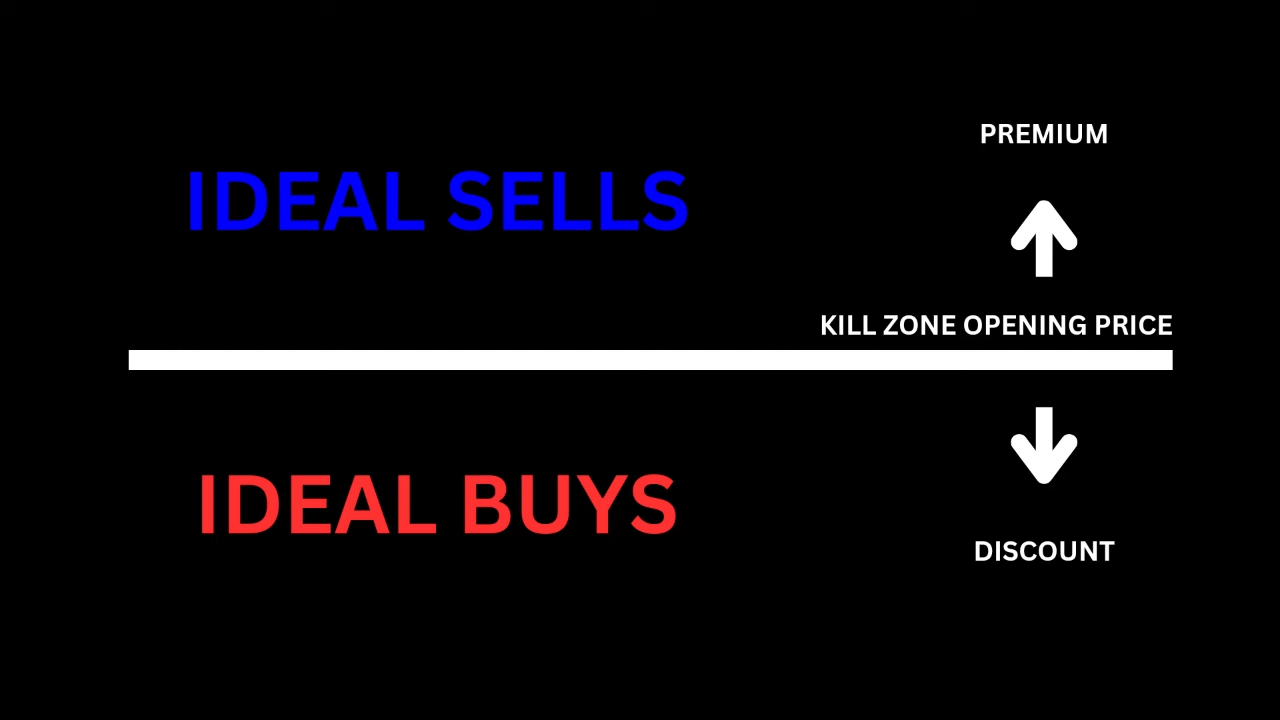 PREMIUM
IDEAL SELLS
KILL ZONE OPENING PRICE
IDEAL BUYS
DISCOUNT